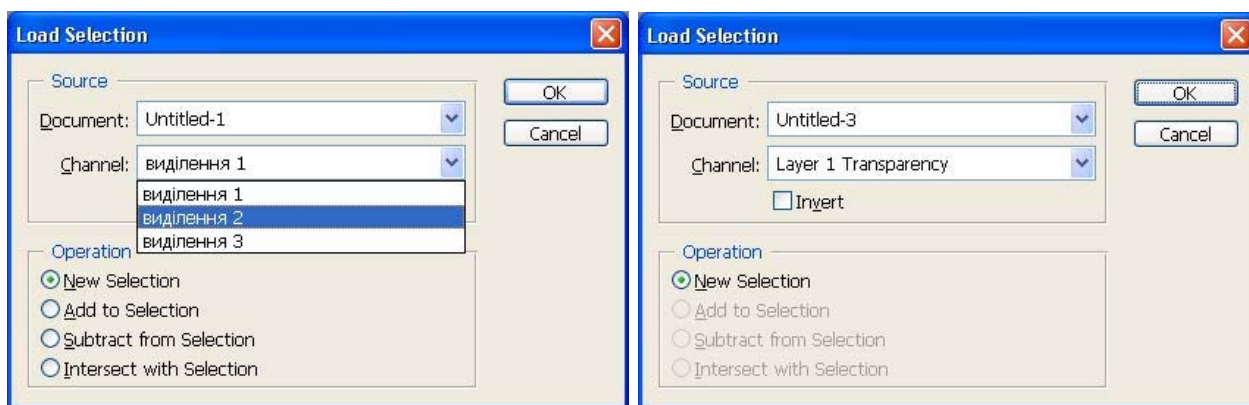 Load Selection
Source
Document: Untitled-1
Channel: виділення 1
виділення 1
виділення 2
виділення 3
Operation
New Selection
Add to Selection
Subtract from Selection
Intersect with Selection
OK
Cancel
Load Selection
Source
Document: Untitled-3
Channel: Layer 1 Transparency
Invert
Operation
New Selection
Add to Selection
Subtract from Selection
Intersect with Selection
OK
Cancel